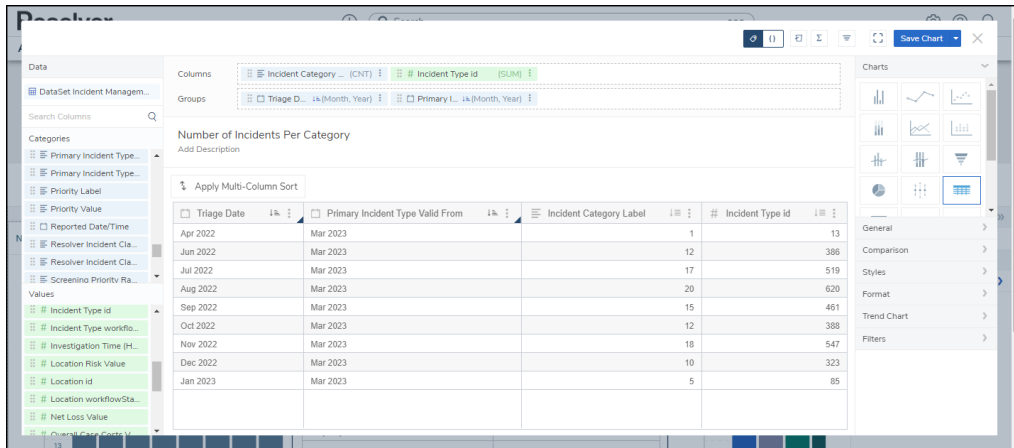 Resolver
Search
Save Chart
Data
DataSet Incident Managem...
Search Columns
Categories
Primary Incident Type...
Primary Incident Type...
Priority Label
Priority Value
Reported Date/Time
Resolver Incident Cla...
Resolver Incident Cla...
Screening Priority Ra...
Values
# Incident Type id
# Incident Type workflo...
# Investigation Time (H...
# Location Risk Value
# Location id
# Location workflowSta...
# Net Loss Value
# Overall Case Costs V...
Columns
Incident Category ... (CNT)
# Incident Type id (SUM)
Groups
Triage D... (Month, Year)
Primary I... (Month, Year)
Number of Incidents Per Category
Add Description
Apply Multi-Column Sort
Triage Date Primary Incident Type Valid From Incident Category Label # Incident Type id
Apr 2022 Mar 2023 1 13
Jun 2022 Mar 2023 12 386
Jul 2022 Mar 2023 17 519
Aug 2022 Mar 2023 20 620
Sep 2022 Mar 2023 15 461
Oct 2022 Mar 2023 12 388
Nov 2022 Mar 2023 18 547
Dec 2022 Mar 2023 10 323
Jan 2023 Mar 2023 5 85
Charts
General
Comparison
Styles
Format
Trend Chart
Filters
13